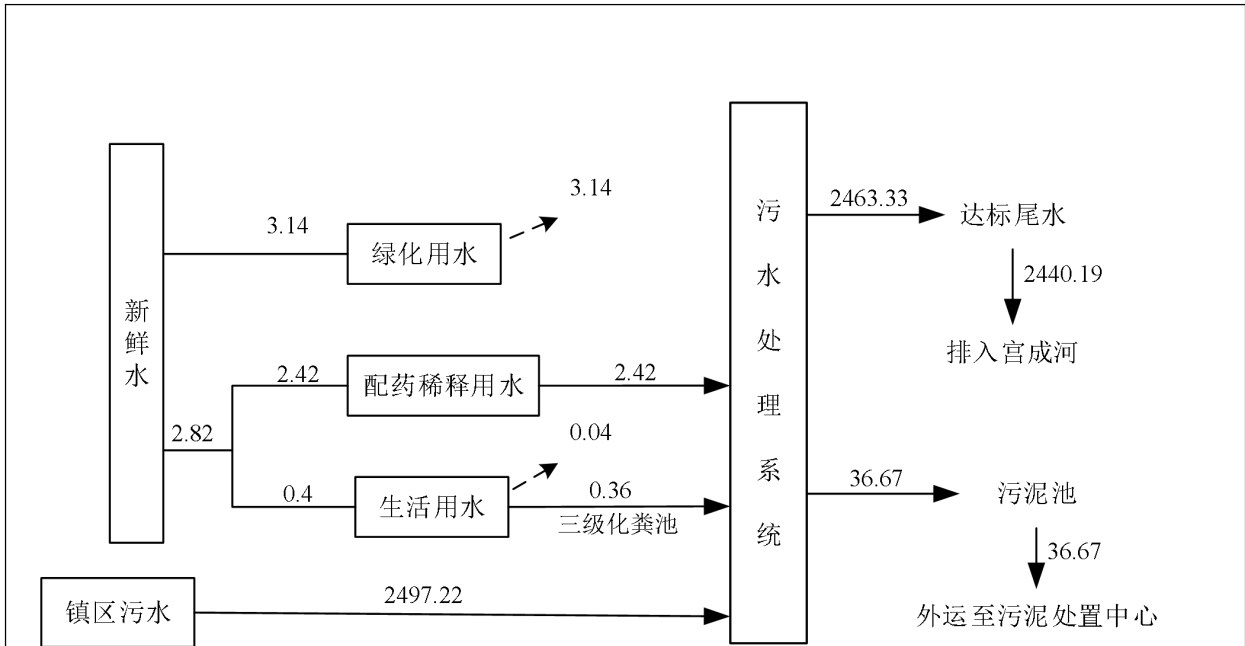 新鲜水
3.14
绿化用水
3.14
2.82
2.42
配药稀释用水
2.42
0.4
生活用水
0.04
0.36
三级化粪池
镇区污水
2497.22
污水处理系统
2463.33
达标尾水
2440.19
排入宫成河
36.67
污泥池
36.67
外运至污泥处置中心